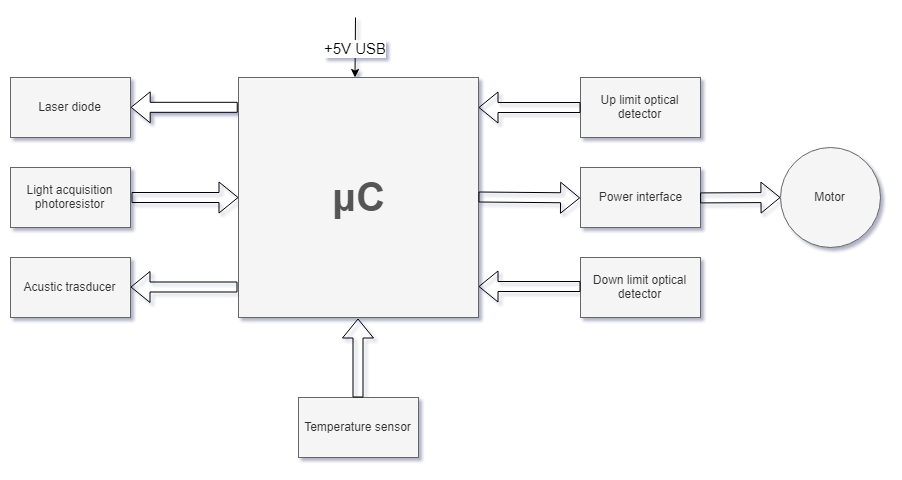 +5V USB
Laser diode
Up limit optical
detector
Light acquisition
photoresistor
µC
Power interface
Motor
Acustic trasducer
Down limit optical
detector
Temperature sensor